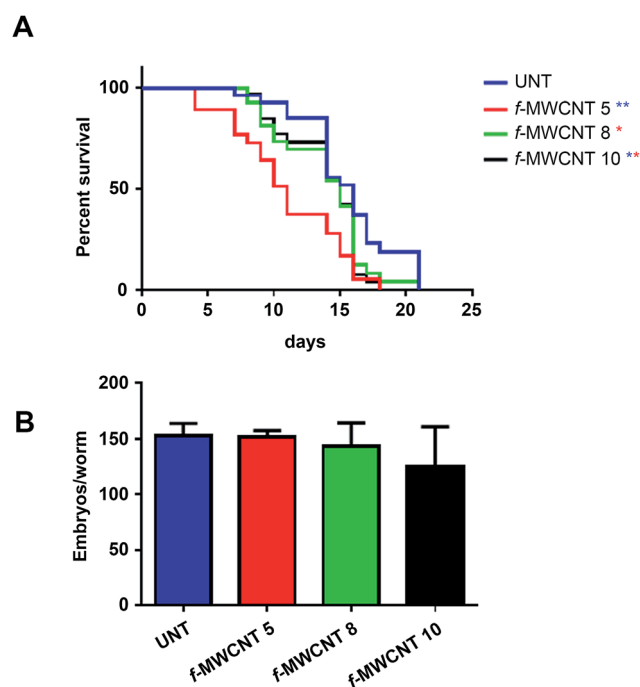 A
Percent survival
100
50
0
0 5 10 15 20 25
days
UNT
f-MWCNT 5 **
f-MWCNT 8 *
f-MWCNT 10 **
B
Embryos/worm
200
150
100
50
0
UNT
f-MWCNT 5
f-MWCNT 8
f-MWCNT 10